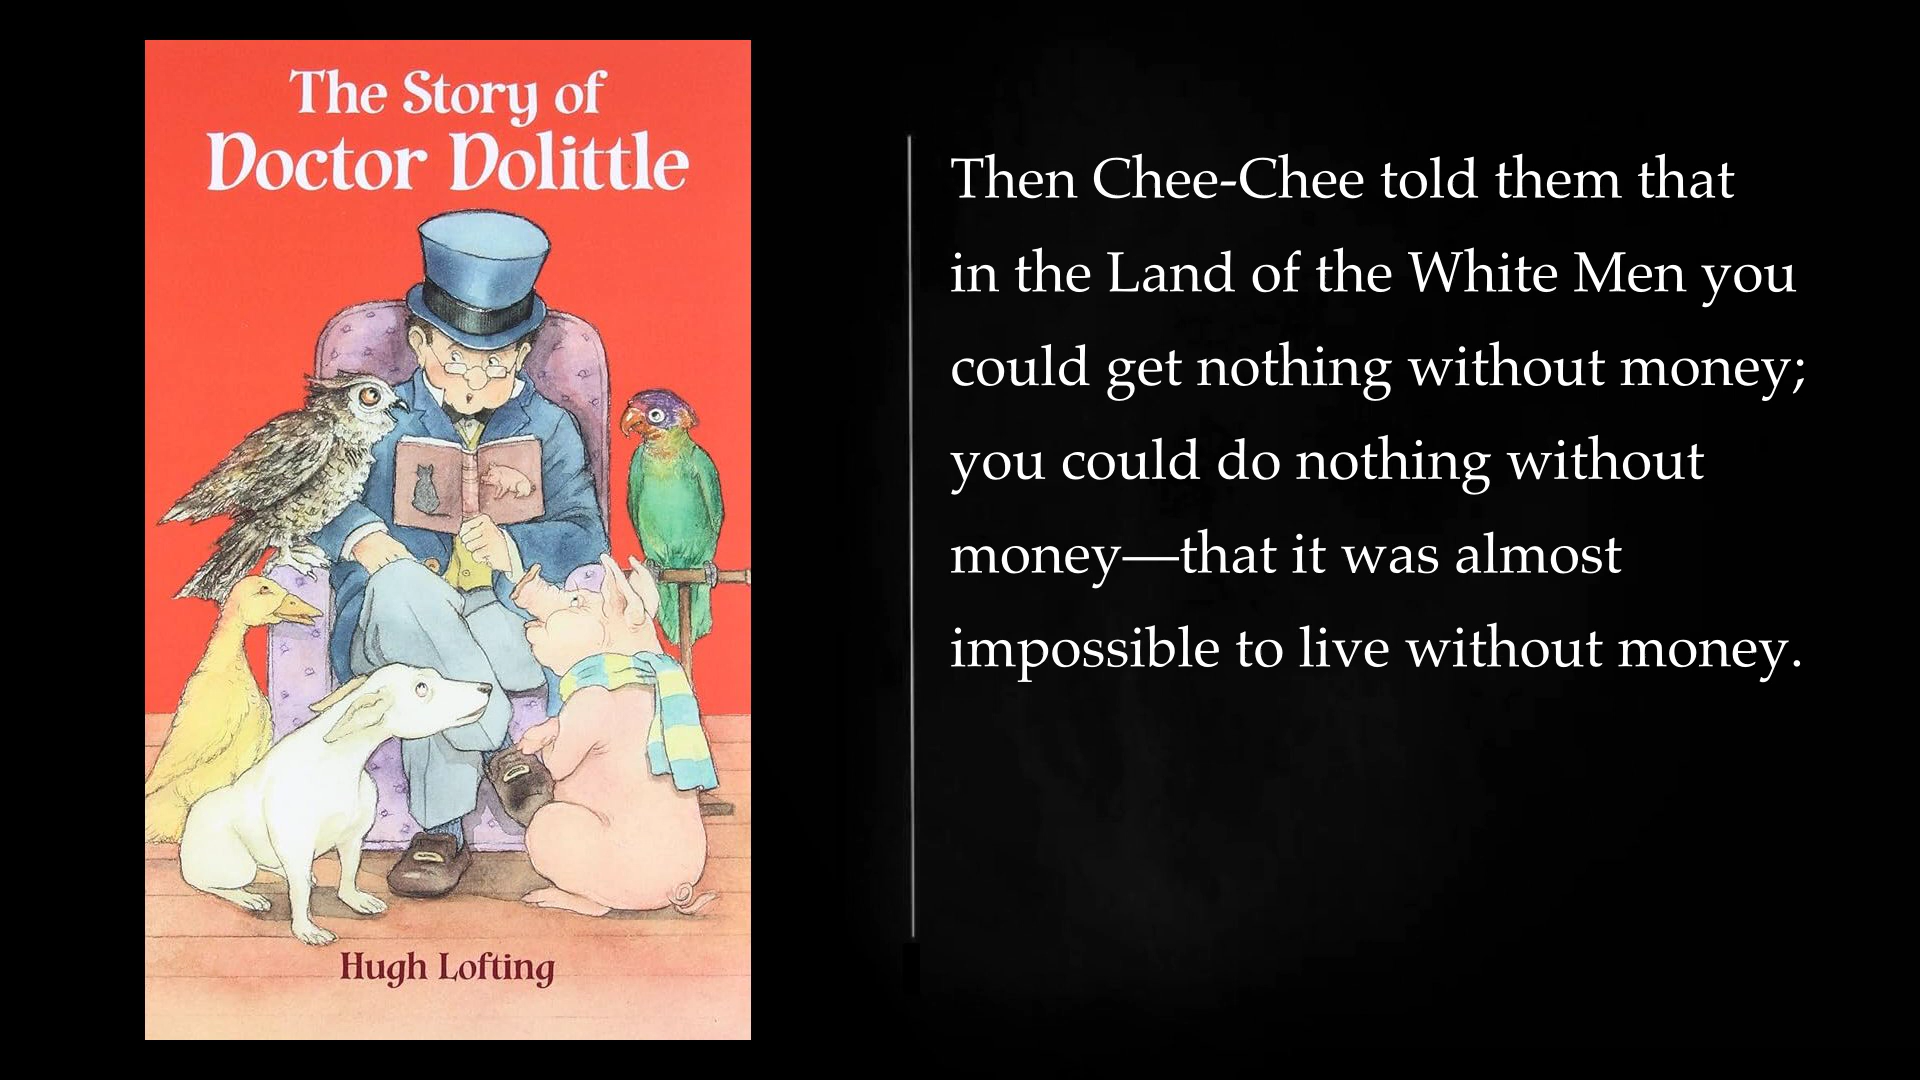 The Story of
Doctor Dolittle
Hugh Lofting
Then Chee-Chee told them that
in the Land of the White Men you
could get nothing without money;
you could do nothing without
money—that it was almost
impossible to live without money.